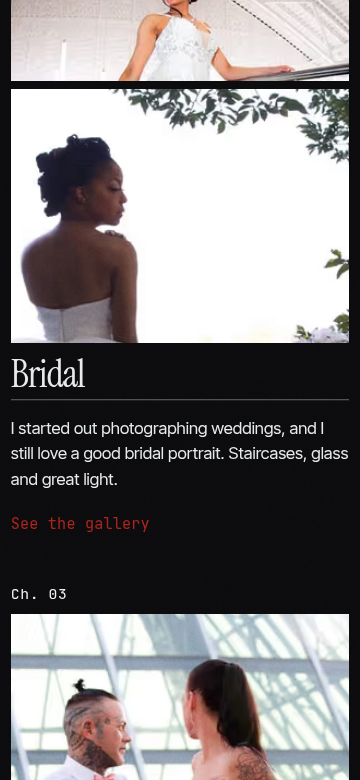 Bridal
I started out photographing weddings, and I
still love a good bridal portrait. Staircases, glass
and great light.
See the gallery
Ch. 03